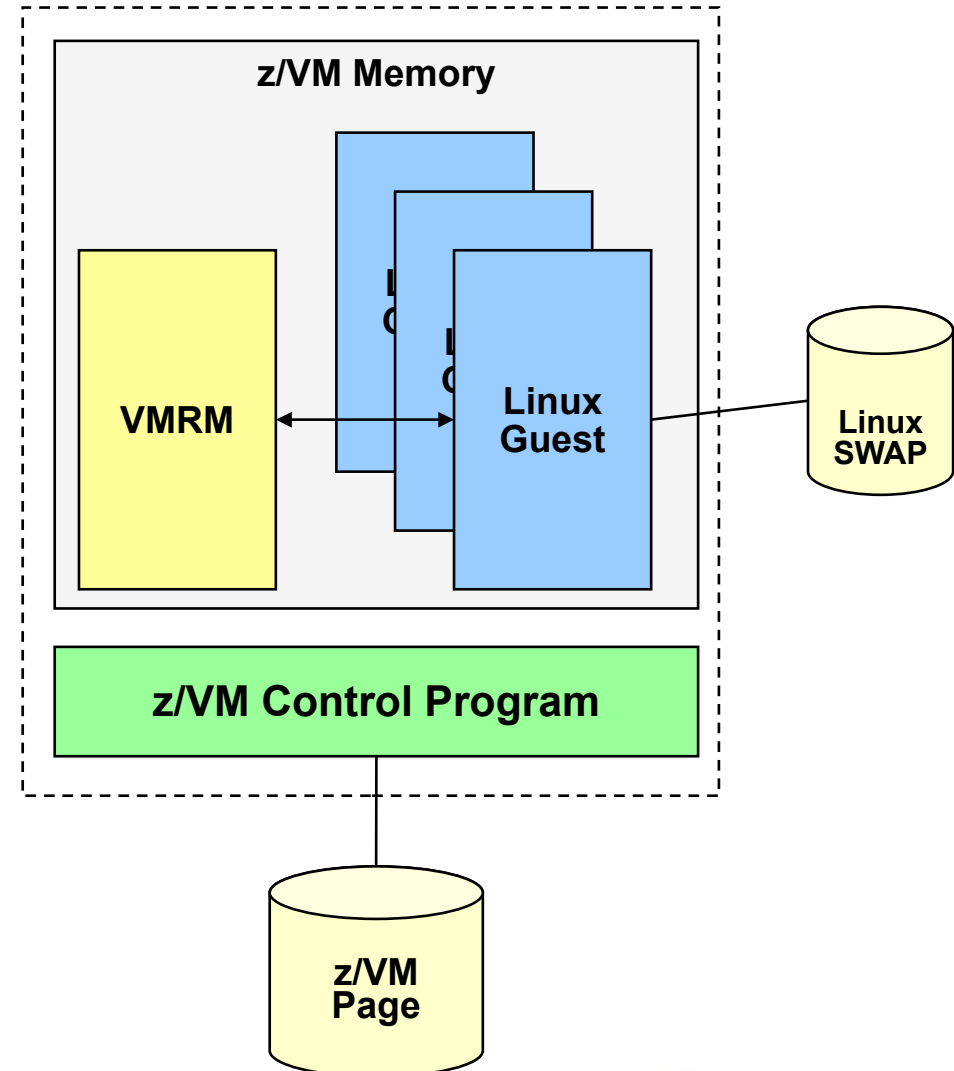 z/VM Memory
L
G
L
G
VMRM
Linux
Guest
Linux
SWAP
z/VM Control Program
z/VM
Page